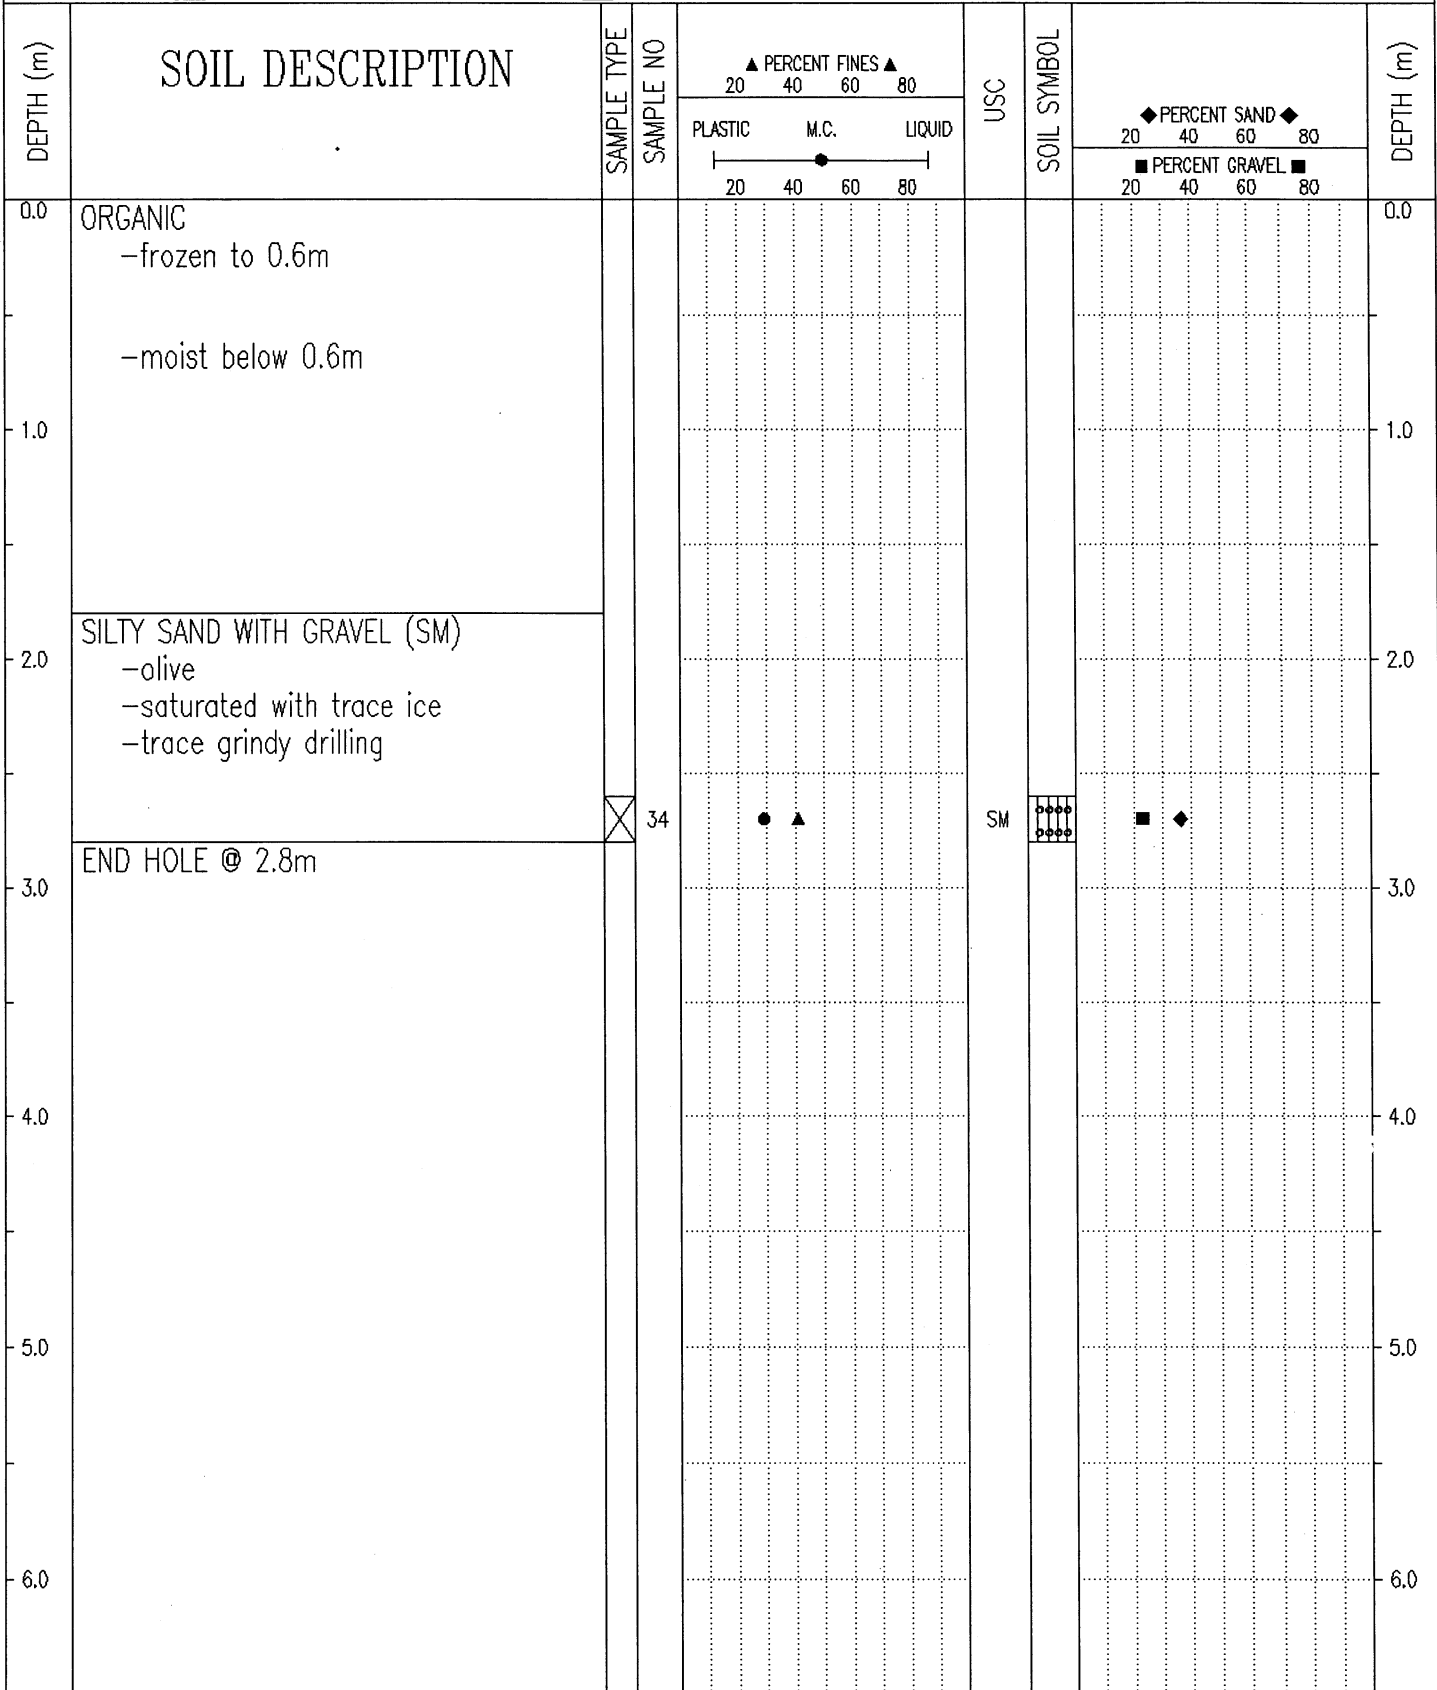 DEPTH (m)
SOIL DESCRIPTION
SAMPLE TYPE
SAMPLE NO
▲ PERCENT FINES ▲
20 40 60 80
PLASTIC M.C. LIQUID
20 40 60 80
USC
SOIL SYMBOL
◆ PERCENT SAND ◆
20 40 60 80
■ PERCENT GRAVEL ■
20 40 60 80
DEPTH (m)
0.0 0.0
ORGANIC
-frozen to 0.6m
-moist below 0.6m
1.0 1.0
SILTY SAND WITH GRAVEL (SM)
2.0 2.0
-olive
-saturated with trace ice
-trace grindy drilling
34 SM
END HOLE @ 2.8m
3.0 3.0
4.0 4.0
5.0 5.0
6.0 6.0